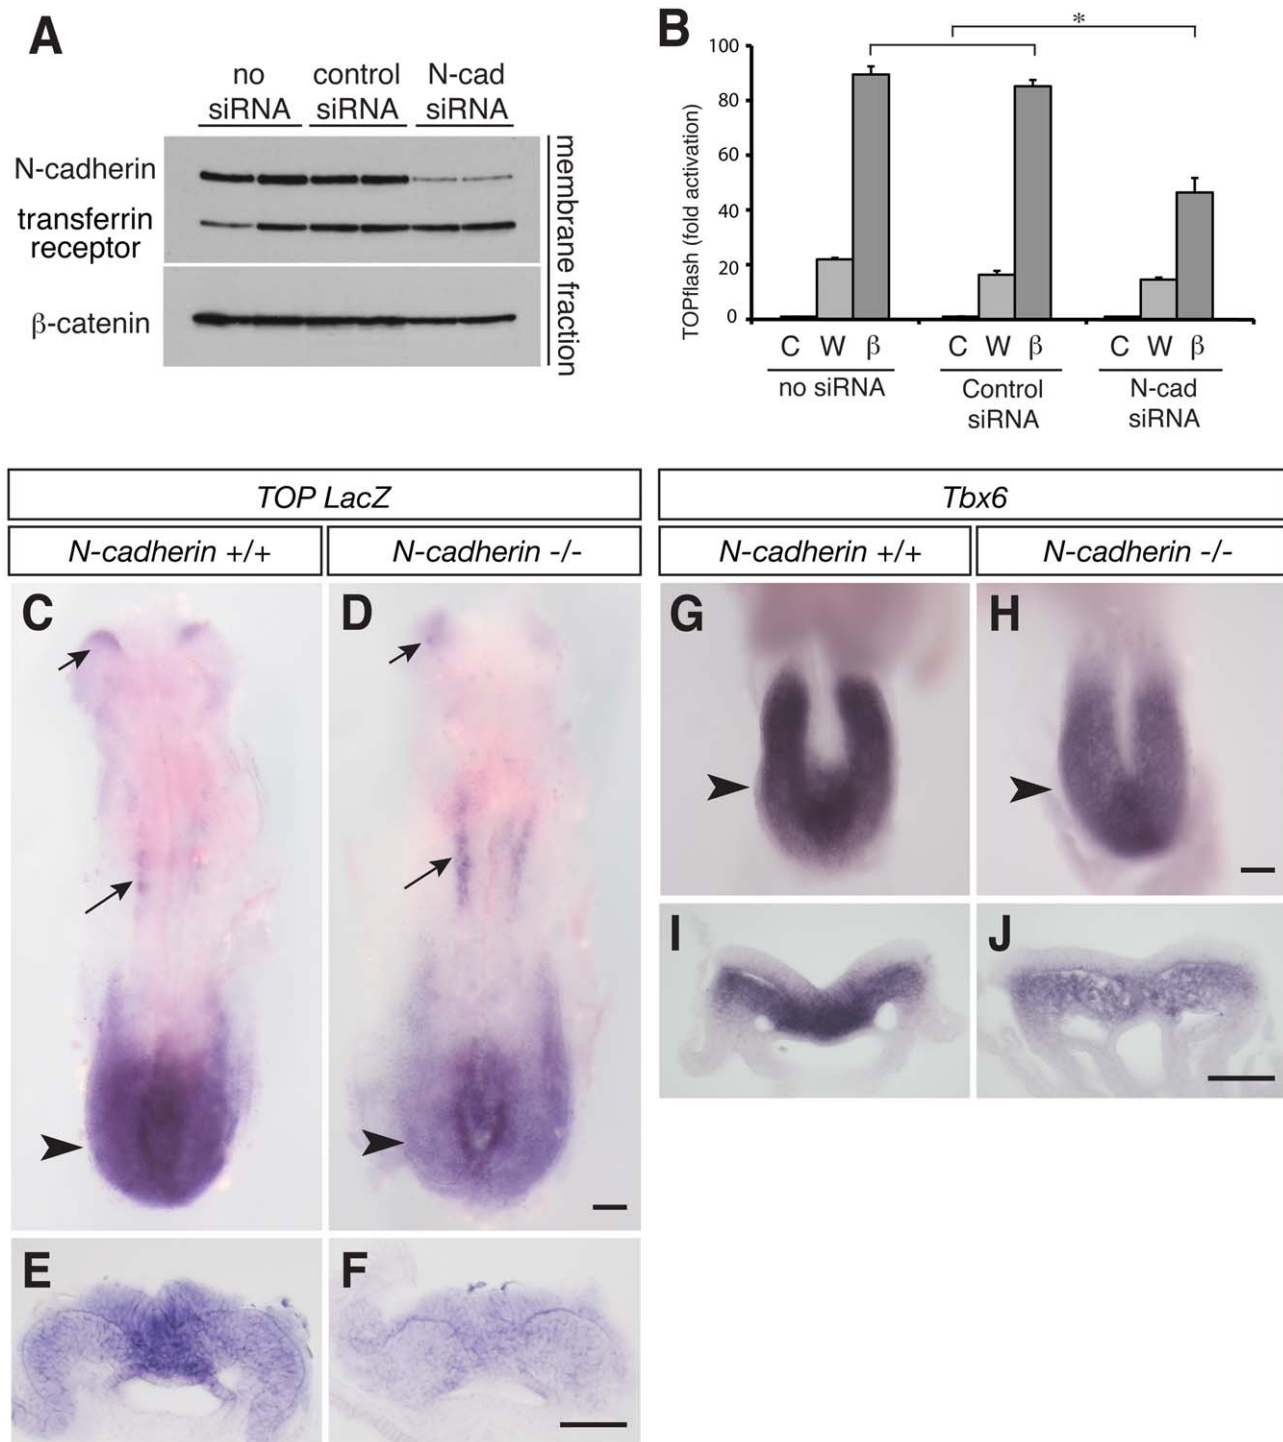 A
no
siRNA
control
siRNA
N-cad
siRNA
N-cadherin
transferrin
receptor
β-catenin
membrane fraction
B
*
TOPflash (fold activation)
100
80
60
40
20
0
C W β
no siRNA
C W β
Control
siRNA
C W β
N-cad
siRNA
TOP LacZ
N-cadherin +/+
N-cadherin -/-
C
D
E
F
Tbx6
N-cadherin +/+
N-cadherin -/-
G
H
I
J